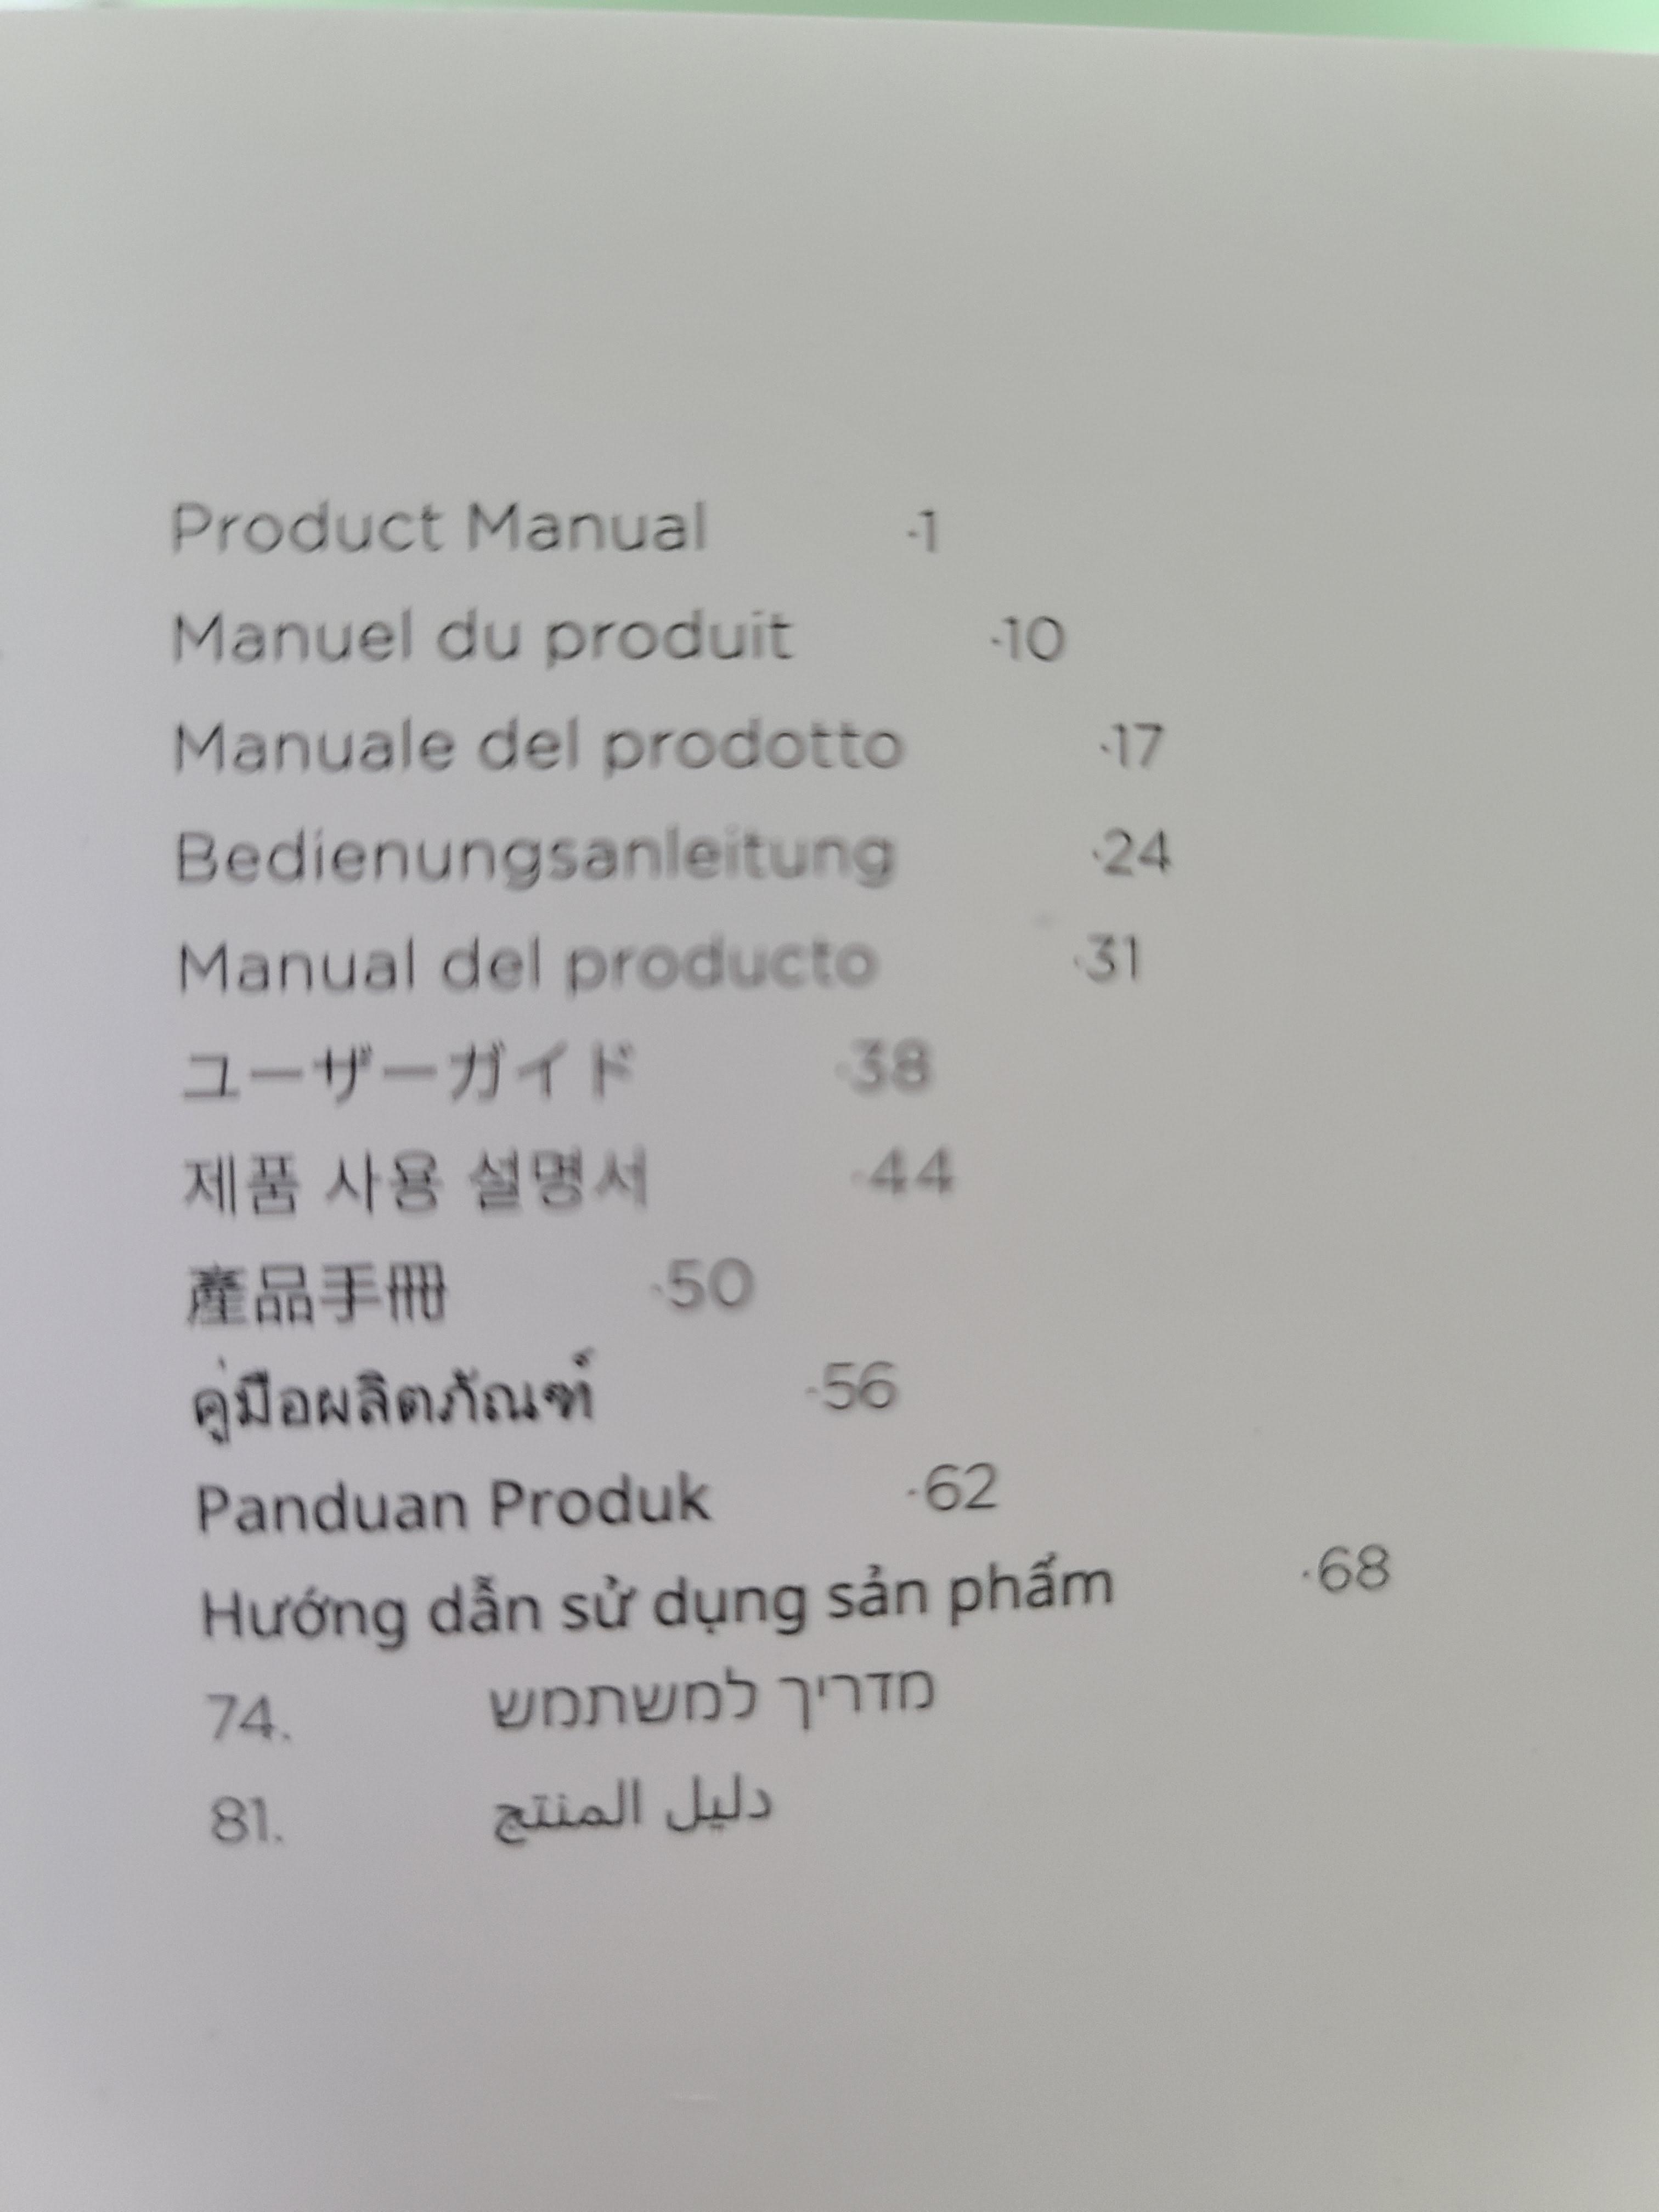 Product Manual ·1
Manuel du produit ·10
Manuale del prodotto ·17
Bedienungsanleitung ·24
Manual del producto ·31
ユーザーガイド ·38
제품 사용 설명서 ·44
產品手冊 ·50
คู่มือผลิตภัณฑ์ ·56
Panduan Produk ·62
Hướng dẫn sử dụng sản phẩm ·68
מדריך למשתמש 74.
دليل المنتج 81.